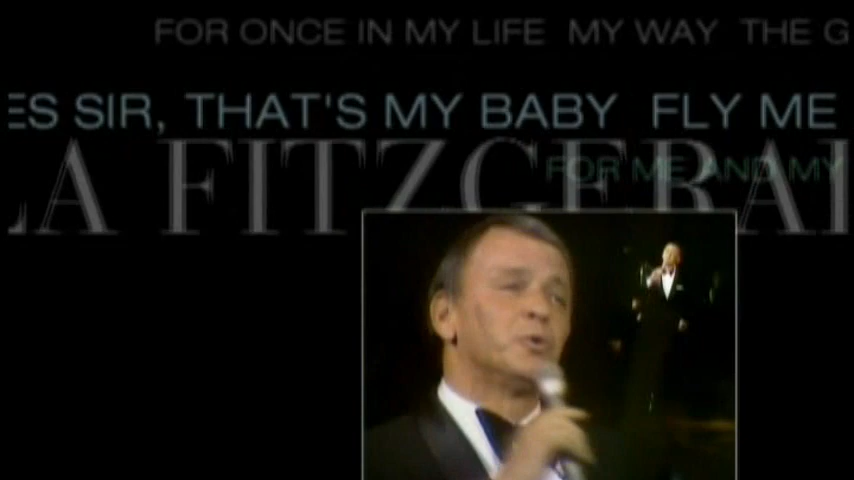 FOR ONCE IN MY LIFE MY WAY THE G
ES SIR, THAT'S MY BABY FLY ME
LA FITZGERAL
FOR ME AND MY